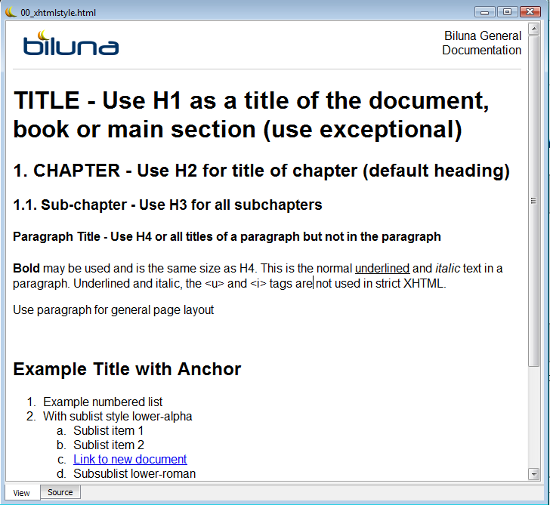 00_xhtmlstyle.html
biluna
Biluna General
Documentation
TITLE - Use H1 as a title of the document,
book or main section (use exceptional)
1. CHAPTER - Use H2 for title of chapter (default heading)
1.1. Sub-chapter - Use H3 for all subchapters
Paragraph Title - Use H4 or all titles of a paragraph but not in the paragraph
Bold may be used and is the same size as H4. This is the normal underlined and italic text in a
paragraph. Underlined and italic, the <u> and <i> tags are not used in strict XHTML.
Use paragraph for general page layout
Example Title with Anchor
1. Example numbered list
2. With sublist style lower-alpha
a. Sublist item 1
b. Sublist item 2
c. Link to new document
d. Subsublist lower-roman
View Source